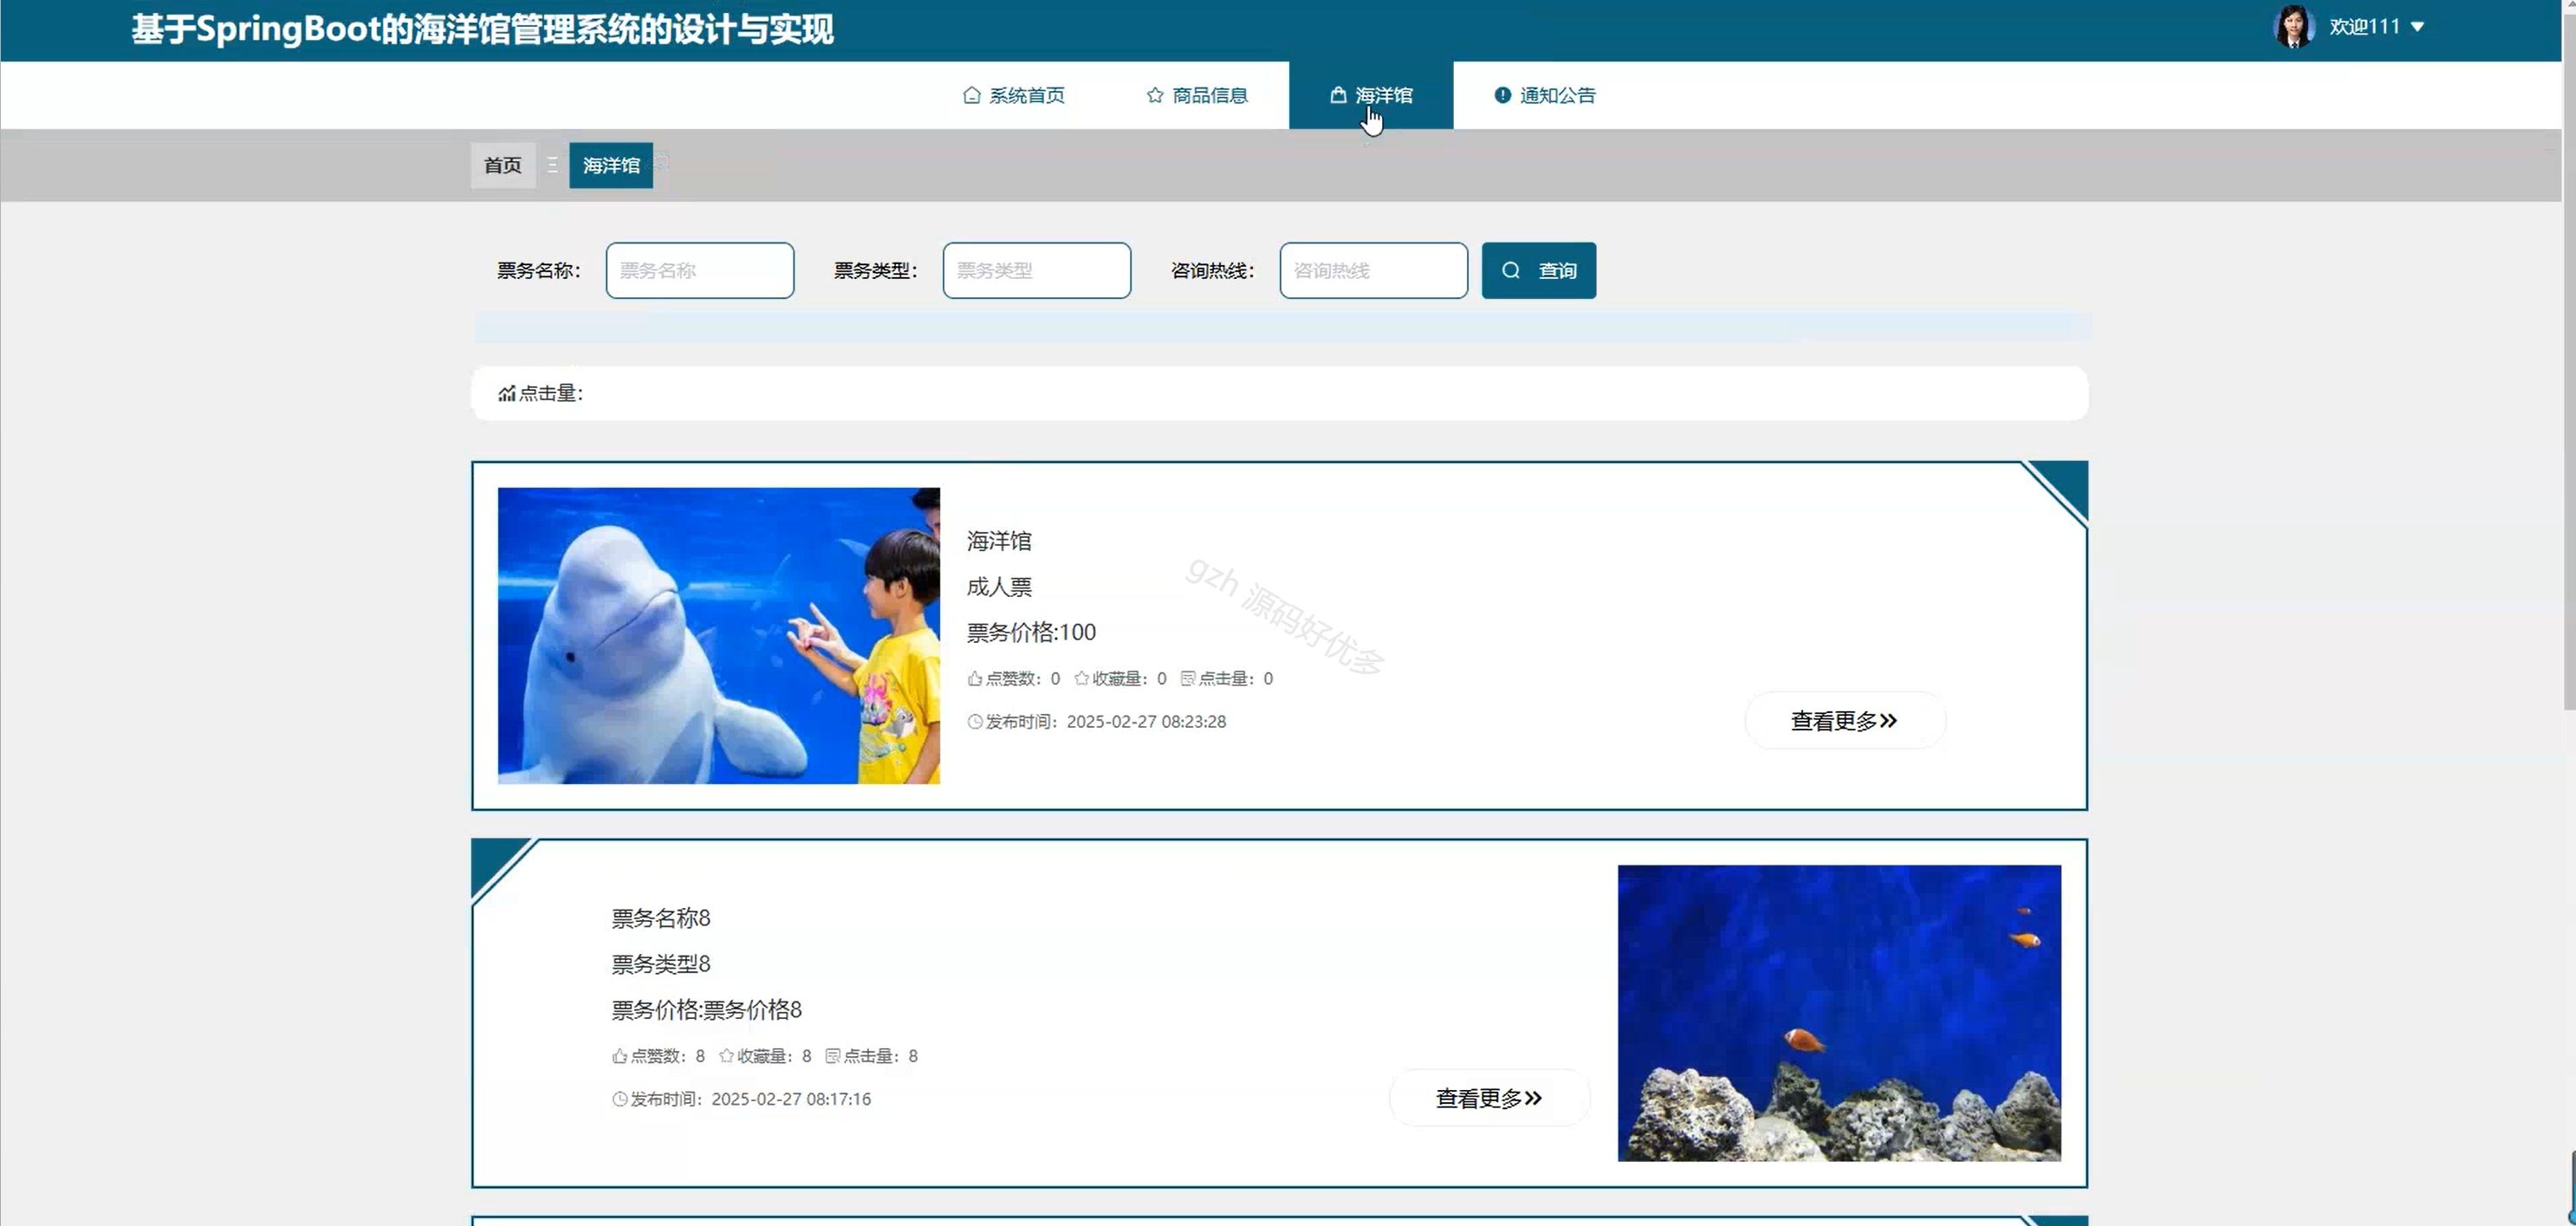 基于SpringBoot的海洋馆管理系统的设计与实现
欢迎111
系统首页 商品信息 海洋馆 通知公告
首页 海洋馆
票务名称： 票务名称 票务类型： 票务类型 咨询热线： 咨询热线 查询
点击量：
海洋馆
成人票
票务价格:100
点赞数：0 收藏量：0 点击量：0
发布时间：2025-02-27 08:23:28
查看更多
gzh 源码好优多
票务名称8
票务类型8
票务价格:票务价格8
点赞数：8 收藏量：8 点击量：8
发布时间：2025-02-27 08:17:16
查看更多